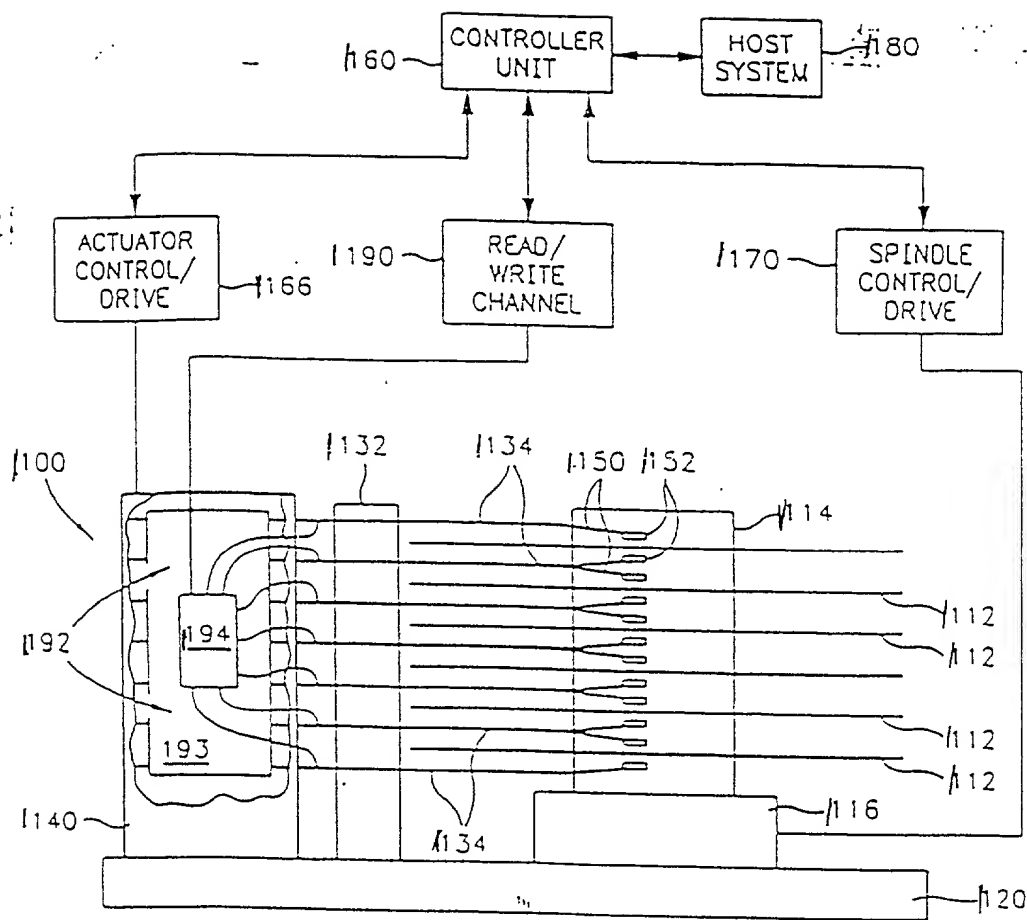 CONTROLLER
UNIT
160
HOST
SYSTEM
180
ACTUATOR
CONTROL/
DRIVE
166
190
READ/
WRITE
CHANNEL
170
SPINDLE
CONTROL/
DRIVE
100
132
134
150
152
114
192
194
193
112
112
112
112
140
134
116
120